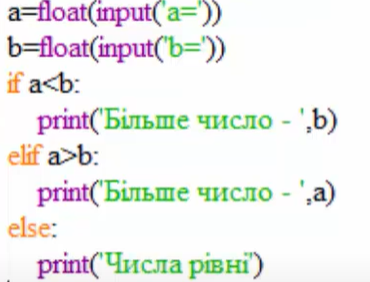 a=float(input('a='))
b=float(input('b='))
if a<b:
    print('Більше число - ',b)
elif a>b:
    print('Більше число - ',a)
else:
    print('Числа рівні')